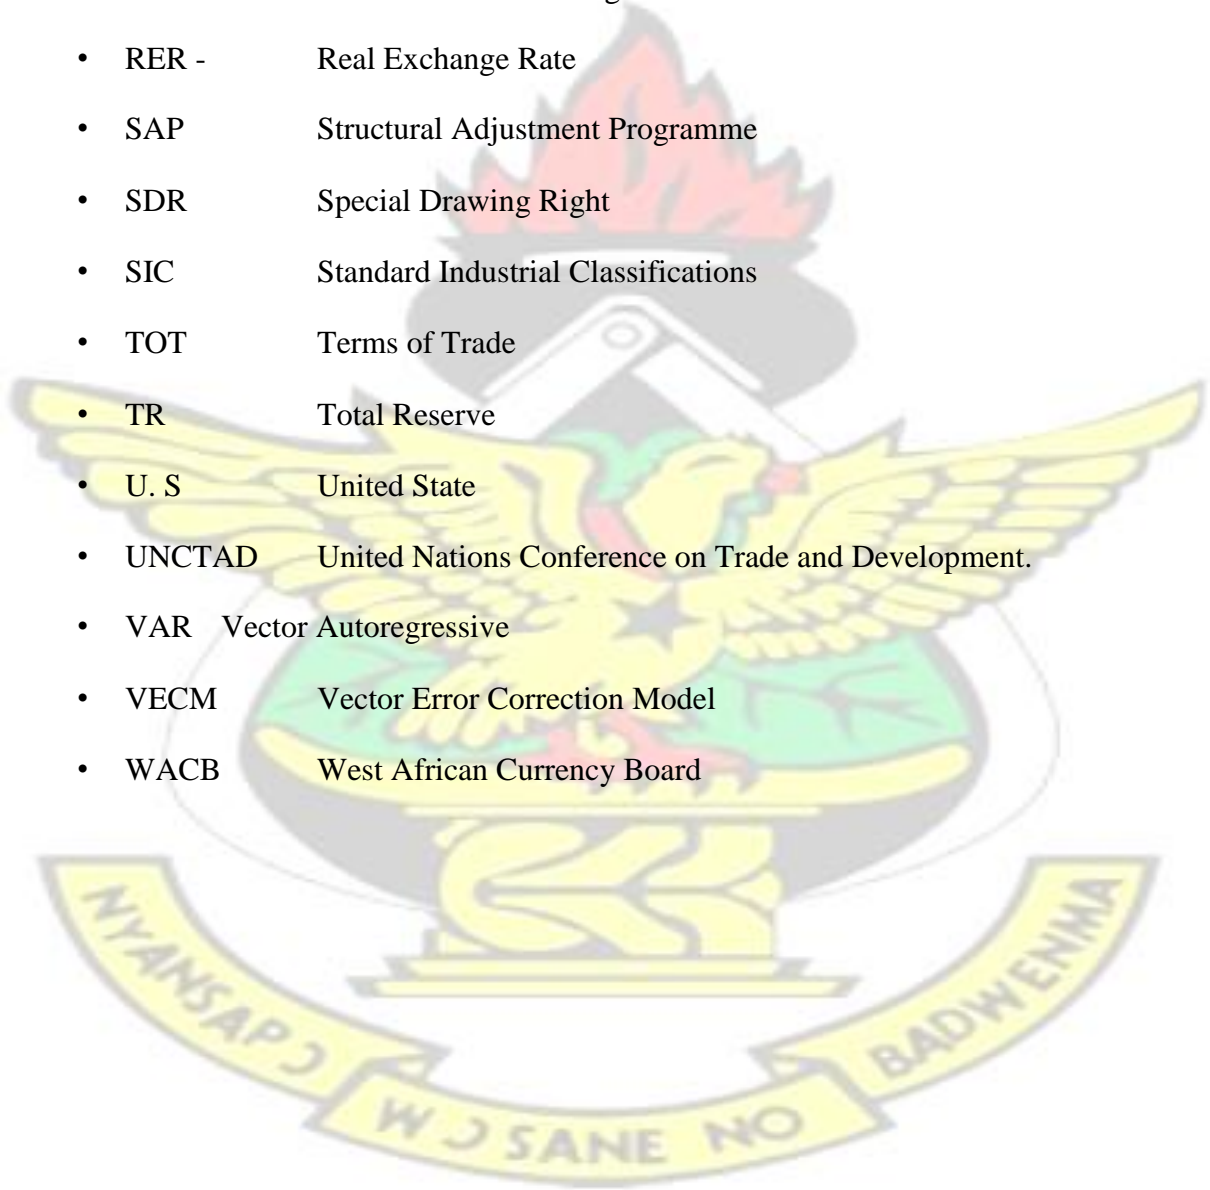 • RER - Real Exchange Rate
• SAP Structural Adjustment Programme
• SDR Special Drawing Right
• SIC Standard Industrial Classifications
• TOT Terms of Trade
• TR Total Reserve
• U. S United State
• UNCTAD United Nations Conference on Trade and Development.
• VAR Vector Autoregressive
• VECM Vector Error Correction Model
• WACB West African Currency Board
NYANSAPƆ WƆSANE NO BADWENMA